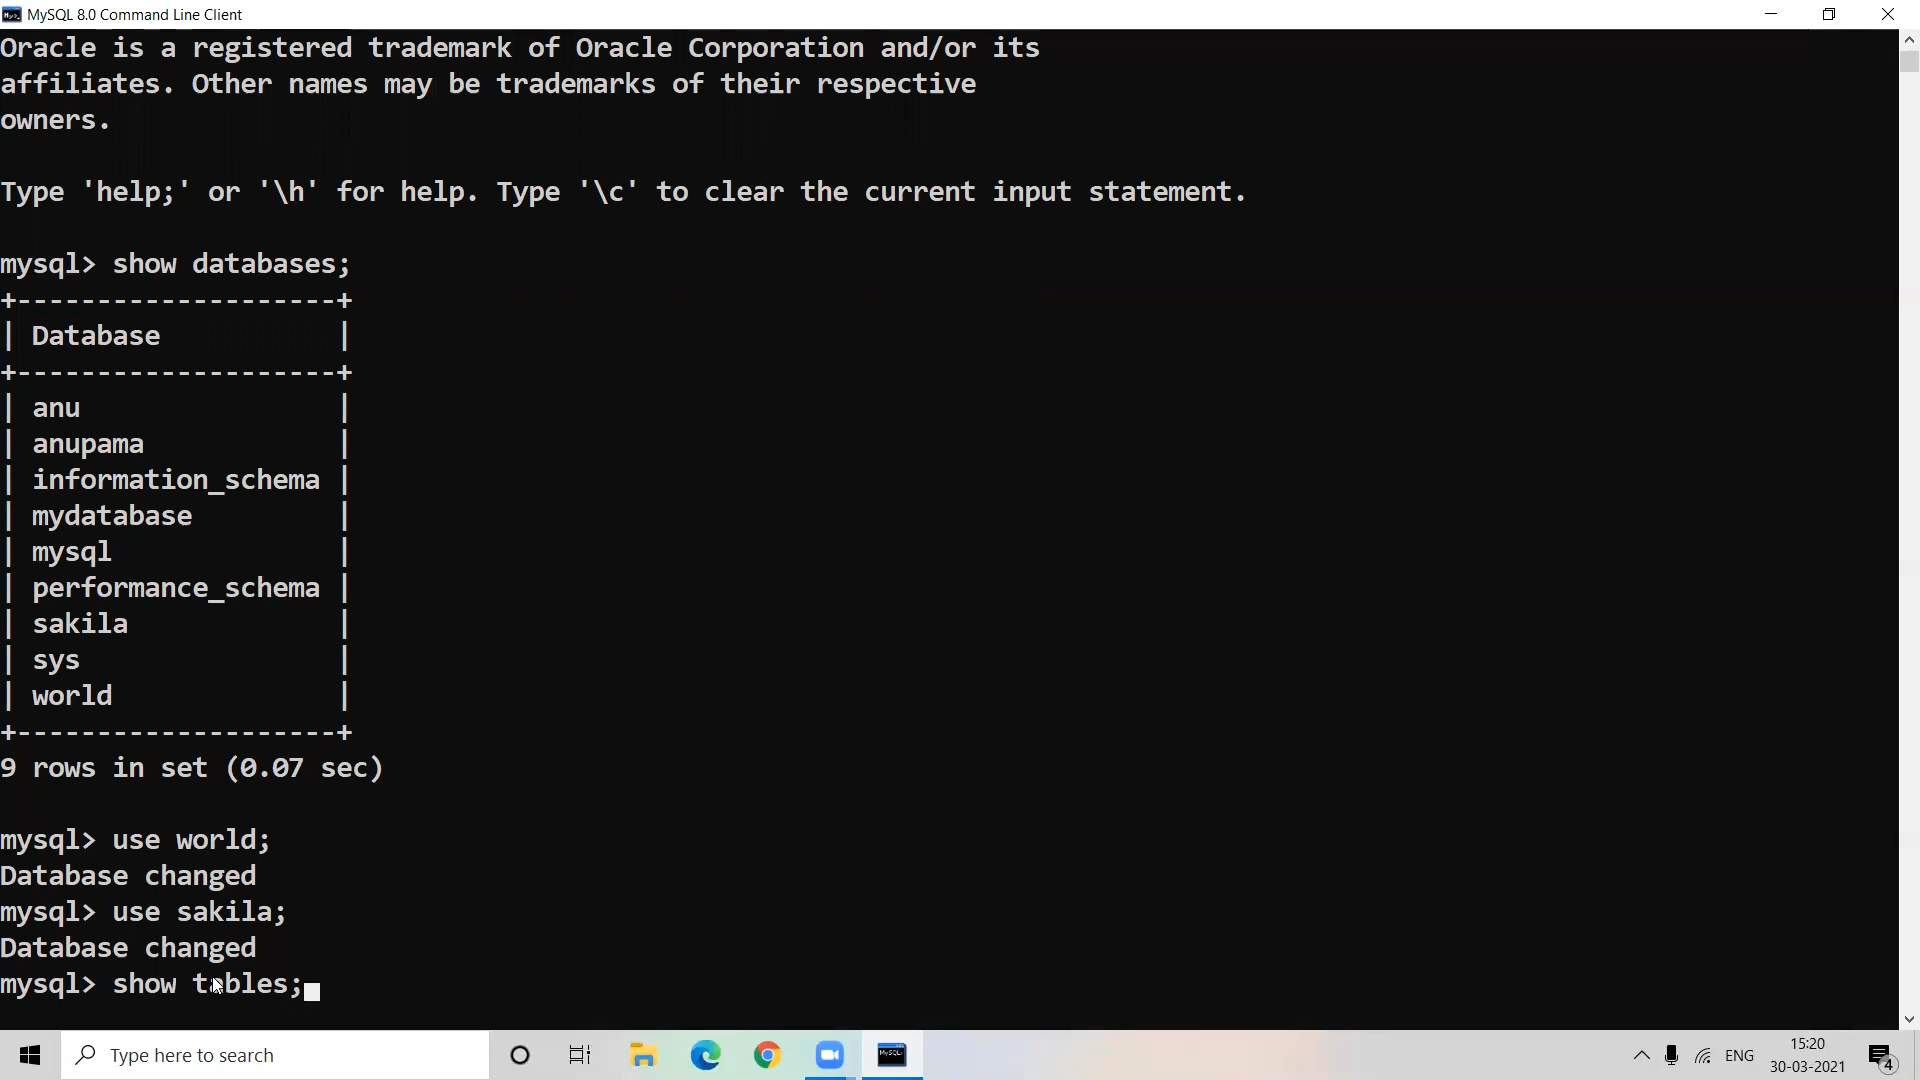 MySQL 8.0 Command Line Client
Oracle is a registered trademark of Oracle Corporation and/or its
affiliates. Other names may be trademarks of their respective
owners.
Type 'help;' or '\h' for help. Type '\c' to clear the current input statement.
mysql> show databases;
+--------------------+
| Database           |
+--------------------+
| anu                |
| anupama            |
| information_schema |
| mydatabase         |
| mysql              |
| performance_schema |
| sakila             |
| sys                |
| world              |
+--------------------+
9 rows in set (0.07 sec)
mysql> use world;
Database changed
mysql> use sakila;
Database changed
mysql> show tables;
Type here to search
ENG
15:20
30-03-2021
4